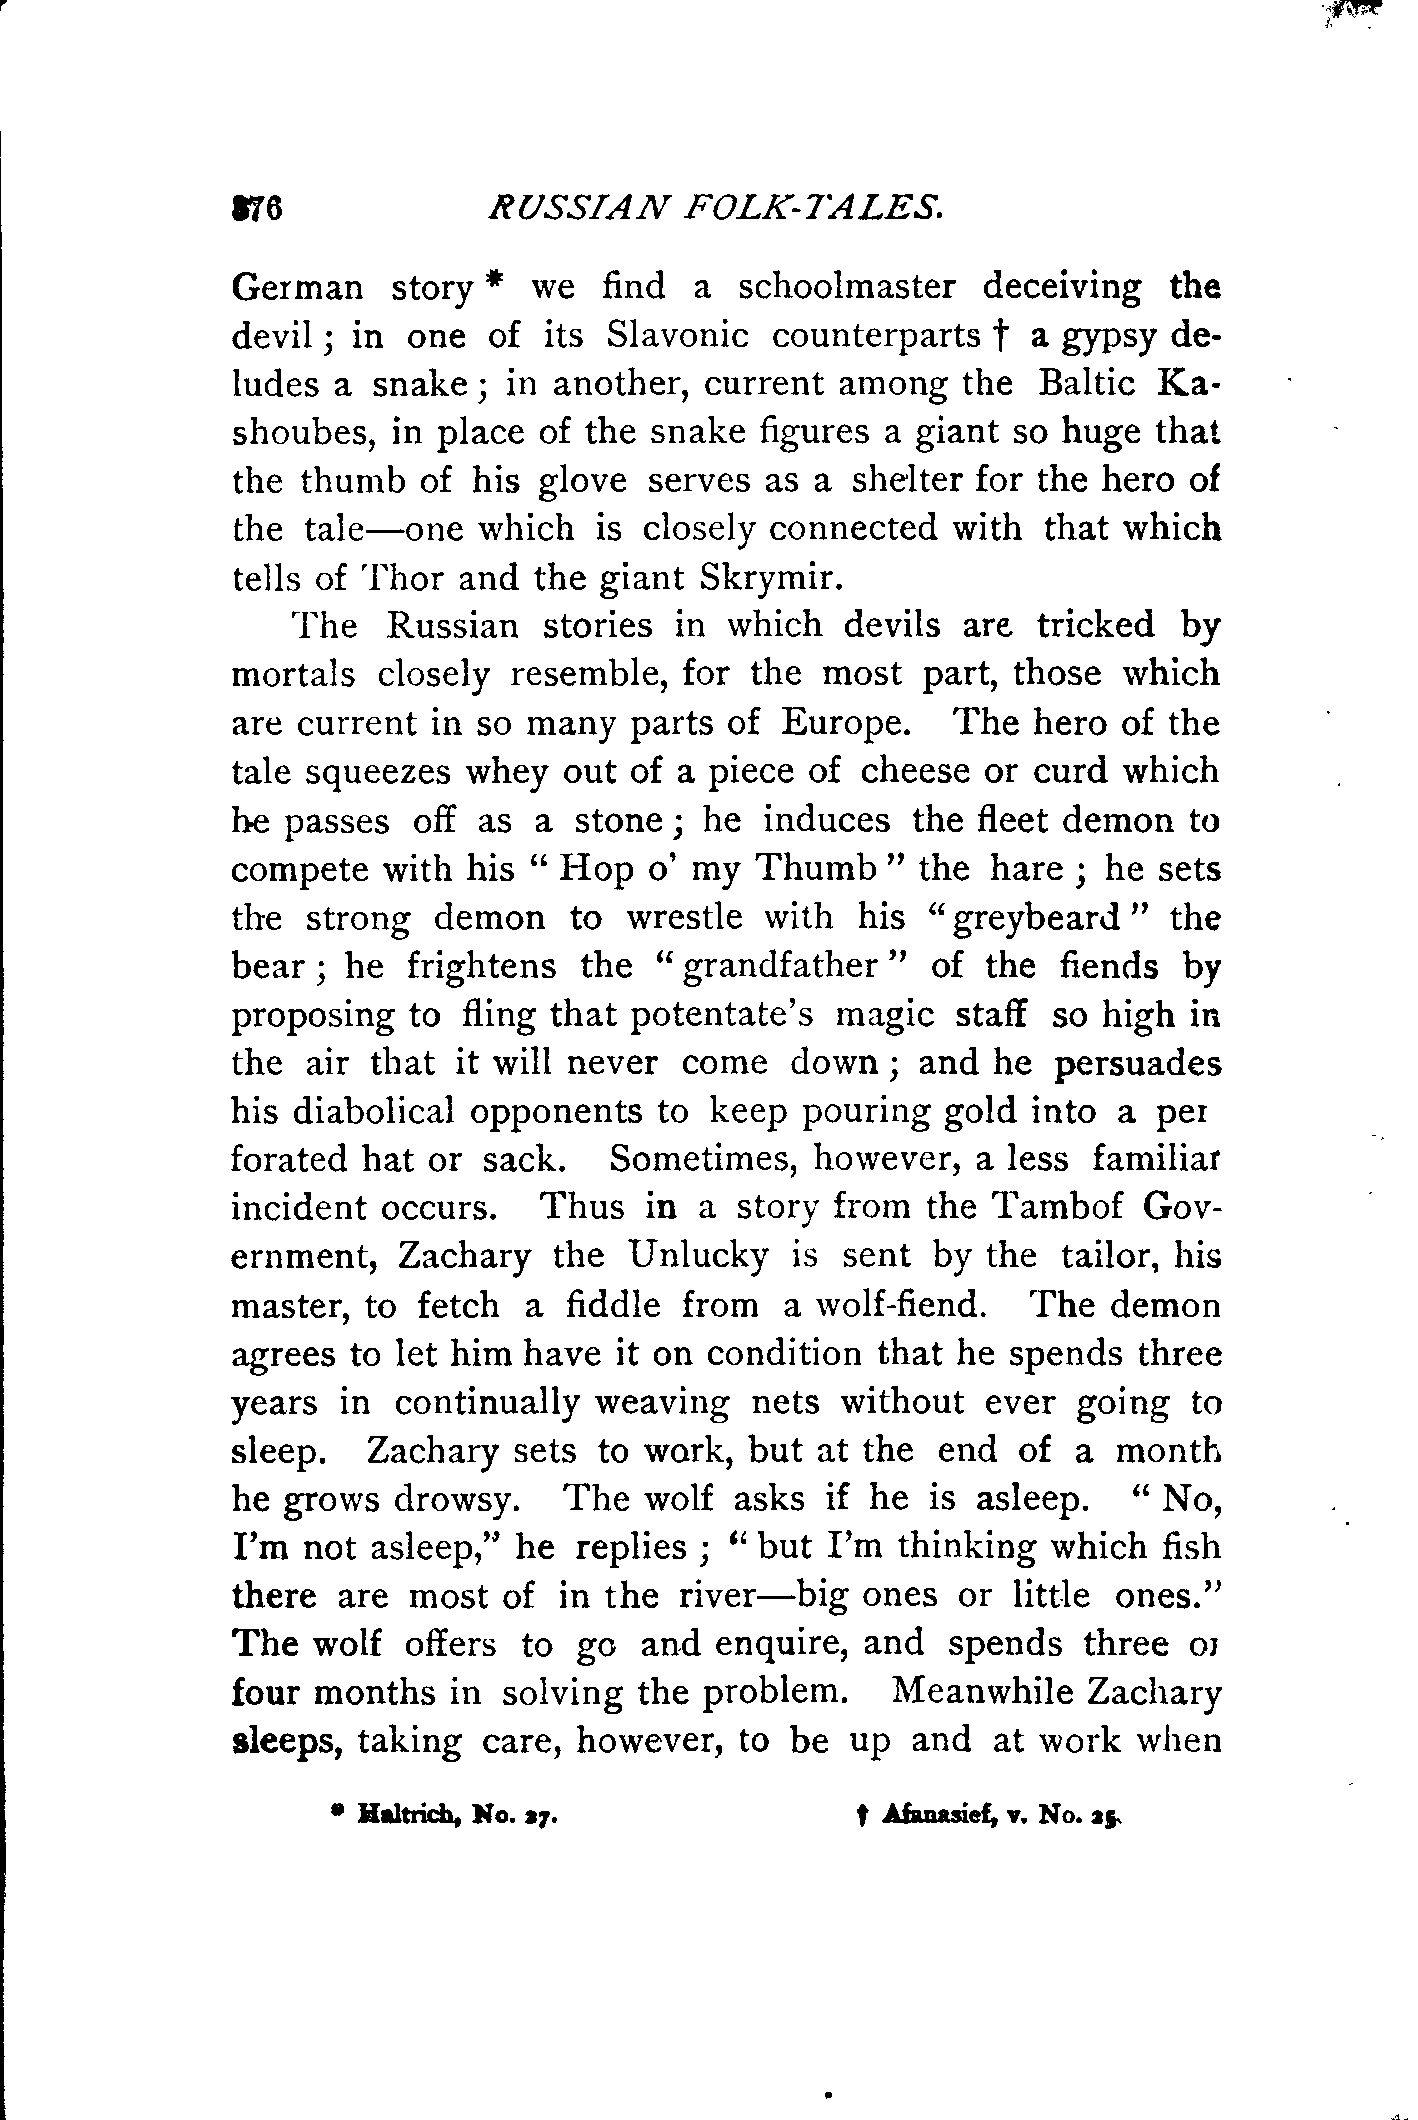 376 RUSSIAN FOLK-TALES.
German story * we find a schoolmaster deceiving the
devil ; in one of its Slavonic counterparts † a gypsy de-
ludes a snake ; in another, current among the Baltic Ka-
shoubes, in place of the snake figures a giant so huge that
the thumb of his glove serves as a shelter for the hero of
the tale—one which is closely connected with that which
tells of Thor and the giant Skrymir.
The Russian stories in which devils are tricked by
mortals closely resemble, for the most part, those which
are current in so many parts of Europe. The hero of the
tale squeezes whey out of a piece of cheese or curd which
he passes off as a stone ; he induces the fleet demon to
compete with his " Hop o' my Thumb " the hare ; he sets
the strong demon to wrestle with his " greybeard " the
bear ; he frightens the " grandfather " of the fiends by
proposing to fling that potentate's magic staff so high in
the air that it will never come down ; and he persuades
his diabolical opponents to keep pouring gold into a per
forated hat or sack. Sometimes, however, a less familiar
incident occurs. Thus in a story from the Tambof Gov-
ernment, Zachary the Unlucky is sent by the tailor, his
master, to fetch a fiddle from a wolf-fiend. The demon
agrees to let him have it on condition that he spends three
years in continually weaving nets without ever going to
sleep. Zachary sets to work, but at the end of a month
he grows drowsy. The wolf asks if he is asleep. " No,
I'm not asleep," he replies ; " but I'm thinking which fish
there are most of in the river—big ones or little ones."
The wolf offers to go and enquire, and spends three or
four months in solving the problem. Meanwhile Zachary
sleeps, taking care, however, to be up and at work when
* Haltrich, No. 27. † Afanasief, v. No. 25.